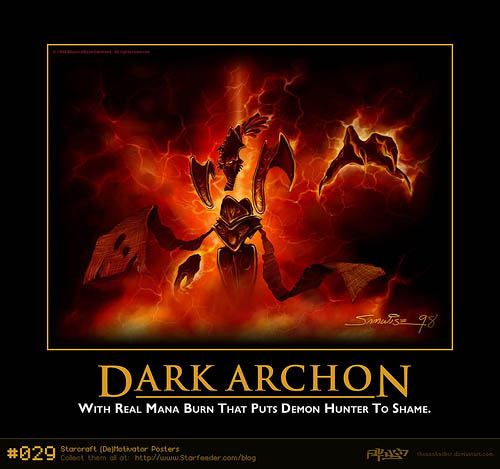 SAMWISE 98
DARK ARCHON
WITH REAL MANA BURN THAT PUTS DEMON HUNTER TO SHAME.
#029
Starcraft (De)Motivator Posters
Collect them all at: http://www.Starfeeder.com/blog